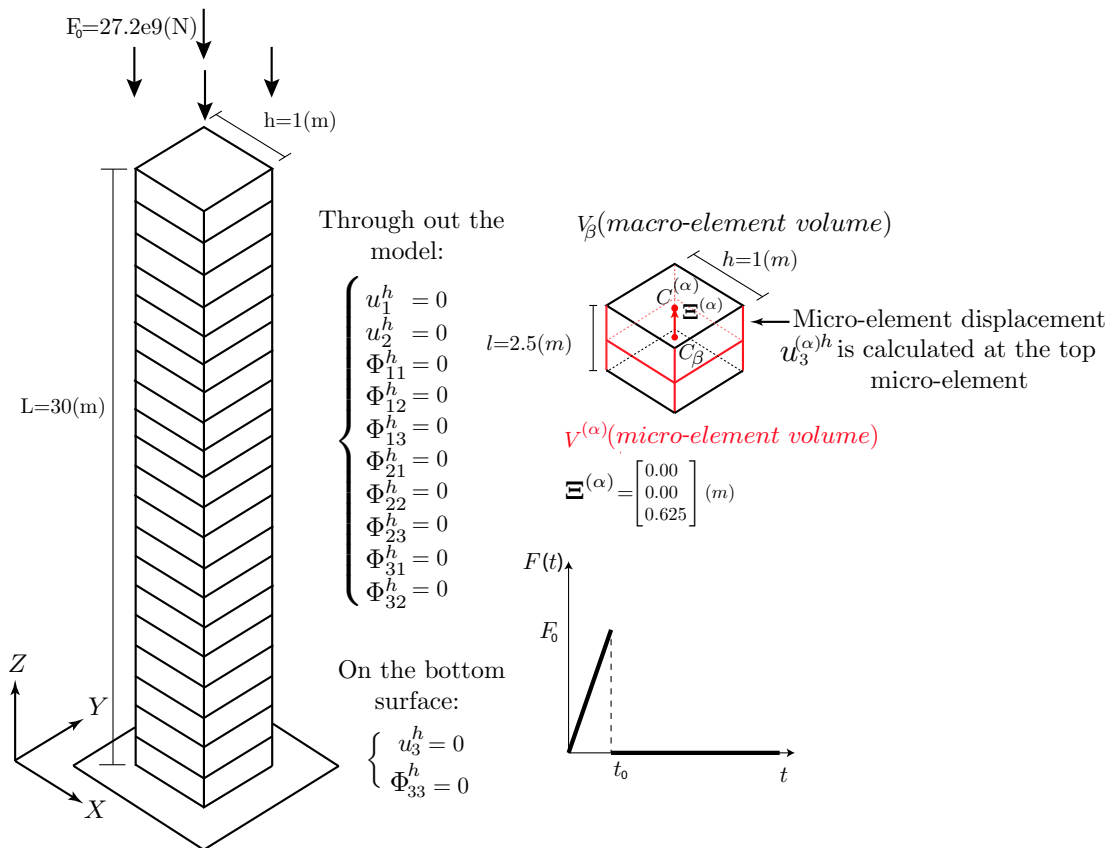 F₀=27.2e9(N)
h=1(m)
L=30(m)
Z
Y
X
Through out the
model:
u₁ʰ = 0
u₂ʰ = 0
Φ₁₁ʰ = 0
Φ₁₂ʰ = 0
Φ₁₃ʰ = 0
Φ₂₁ʰ = 0
Φ₂₂ʰ = 0
Φ₂₃ʰ = 0
Φ₃₁ʰ = 0
Φ₃₂ʰ = 0
On the bottom
surface:
u₃ʰ = 0
Φ₃₃ʰ = 0
V_β(macro-element volume)
h=1(m)
C^(α)
Ξ^(α)
C_β
l=2.5(m)
Micro-element displacement
u₃^(α)h is calculated at the top
micro-element
V^(α)(micro-element volume)
Ξ^(α) = [0.00
0.00
0.625] (m)
F(t)
F₀
t₀
t